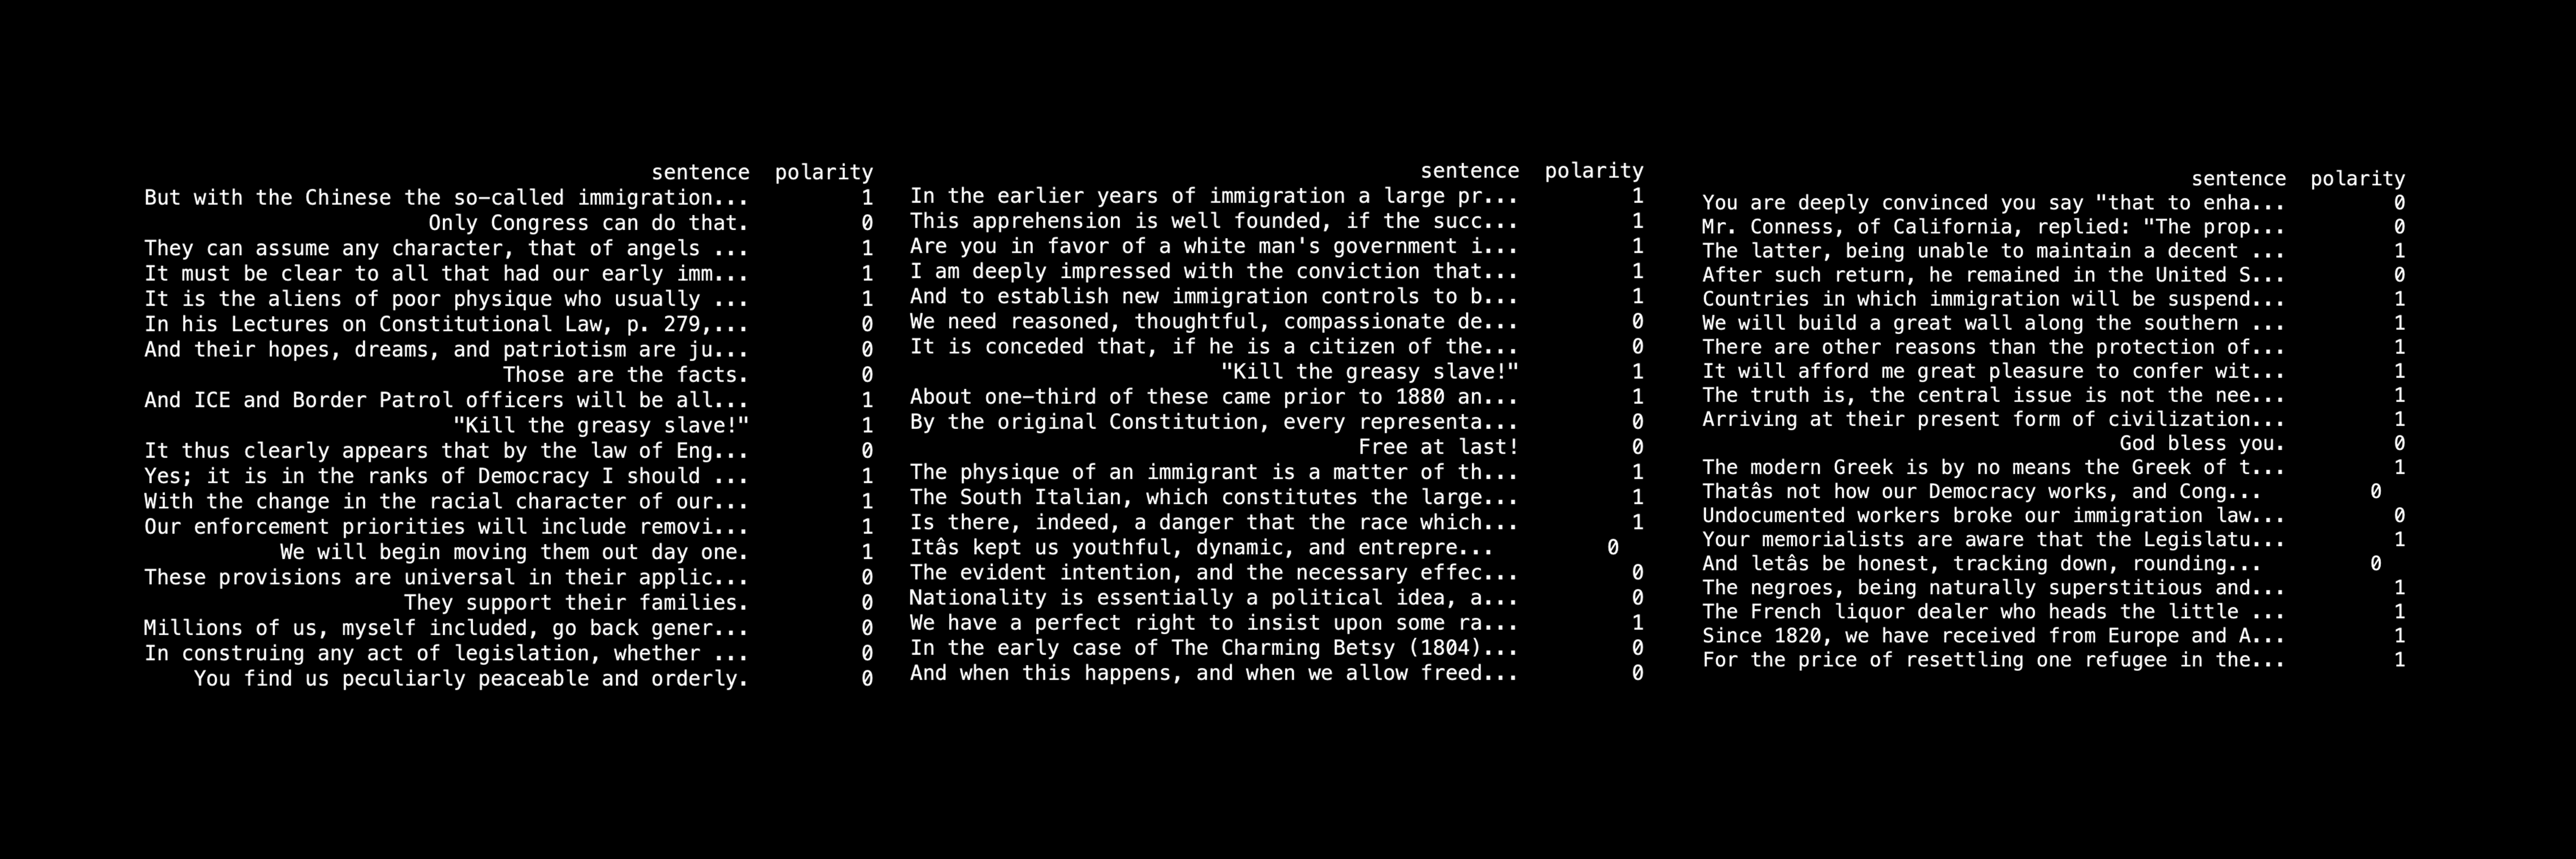 sentence polarity
But with the Chinese the so-called immigration... 1
Only Congress can do that. 0
They can assume any character, that of angels ... 1
It must be clear to all that had our early imm... 1
It is the aliens of poor physique who usually ... 1
In his Lectures on Constitutional Law, p. 279,... 0
And their hopes, dreams, and patriotism are ju... 0
Those are the facts. 0
And ICE and Border Patrol officers will be all... 1
"Kill the greasy slave!" 1
It thus clearly appears that by the law of Eng... 0
Yes; it is in the ranks of Democracy I should ... 1
With the change in the racial character of our... 1
Our enforcement priorities will include removi... 1
We will begin moving them out day one. 1
These provisions are universal in their applic... 0
They support their families. 0
Millions of us, myself included, go back gener... 0
In construing any act of legislation, whether ... 0
You find us peculiarly peaceable and orderly. 0
sentence polarity
In the earlier years of immigration a large pr... 1
This apprehension is well founded, if the succ... 1
Are you in favor of a white man's government i... 1
I am deeply impressed with the conviction that... 1
And to establish new immigration controls to b... 1
We need reasoned, thoughtful, compassionate de... 0
It is conceded that, if he is a citizen of the... 0
"Kill the greasy slave!" 1
About one-third of these came prior to 1880 an... 1
By the original Constitution, every representa... 0
Free at last! 0
The physique of an immigrant is a matter of th... 1
The South Italian, which constitutes the large... 1
Is there, indeed, a danger that the race which... 1
Itâs kept us youthful, dynamic, and entrepre... 0
The evident intention, and the necessary effec... 0
Nationality is essentially a political idea, a... 0
We have a perfect right to insist upon some ra... 1
In the early case of The Charming Betsy (1804)... 0
And when this happens, and when we allow freed... 0
sentence polarity
You are deeply convinced you say "that to enha... 0
Mr. Conness, of California, replied: "The prop... 0
The latter, being unable to maintain a decent ... 1
After such return, he remained in the United S... 0
Countries in which immigration will be suspend... 1
We will build a great wall along the southern ... 1
There are other reasons than the protection of... 1
It will afford me great pleasure to confer wit... 1
The truth is, the central issue is not the nee... 1
Arriving at their present form of civilization... 1
God bless you. 0
The modern Greek is by no means the Greek of t... 1
Thatâs not how our Democracy works, and Cong... 0
Undocumented workers broke our immigration law... 0
Your memorialists are aware that the Legislatu... 1
And letâs be honest, tracking down, rounding... 0
The negroes, being naturally superstitious and... 1
The French liquor dealer who heads the little ... 1
Since 1820, we have received from Europe and A... 1
For the price of resettling one refugee in the... 1